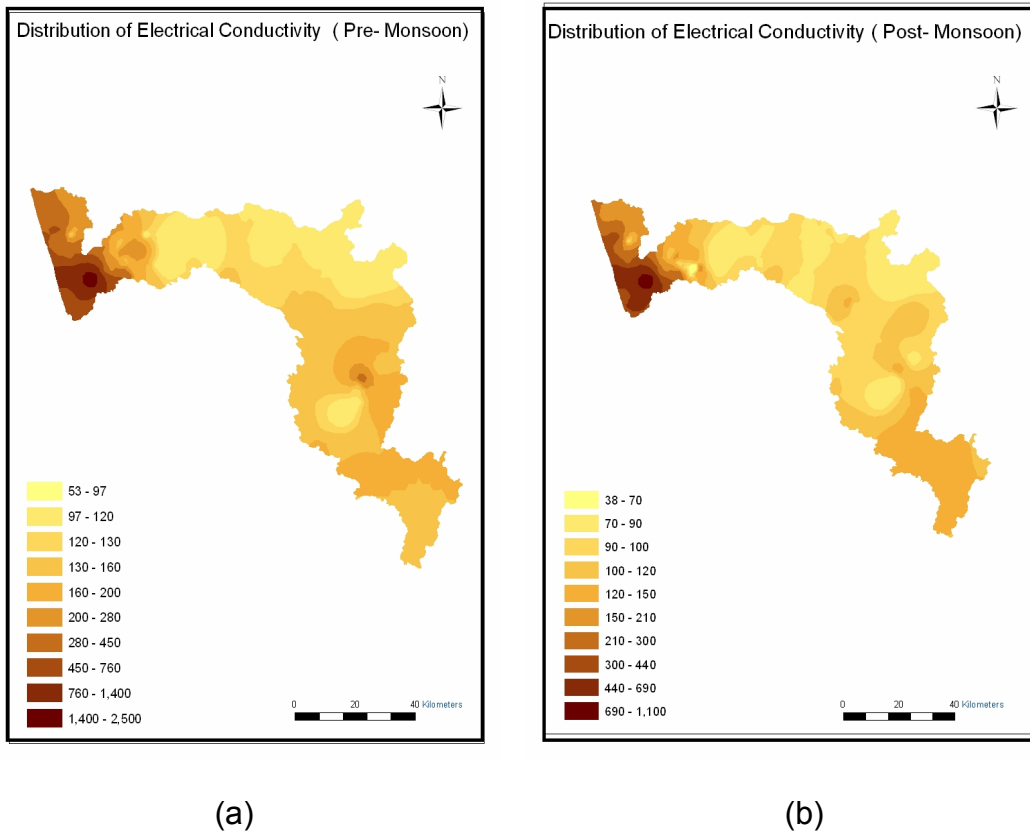 Distribution of Electrical Conductivity ( Pre- Monsoon)
N
53 - 97
97 - 120
120 - 130
130 - 160
160 - 200
200 - 280
280 - 450
450 - 760
760 - 1,400
1,400 - 2,500
0 20 40 Kilometers
(a)
Distribution of Electrical Conductivity ( Post- Monsoon)
N
38 - 70
70 - 90
90 - 100
100 - 120
120 - 150
150 - 210
210 - 300
300 - 440
440 - 690
690 - 1,100
0 20 40 Kilometers
(b)